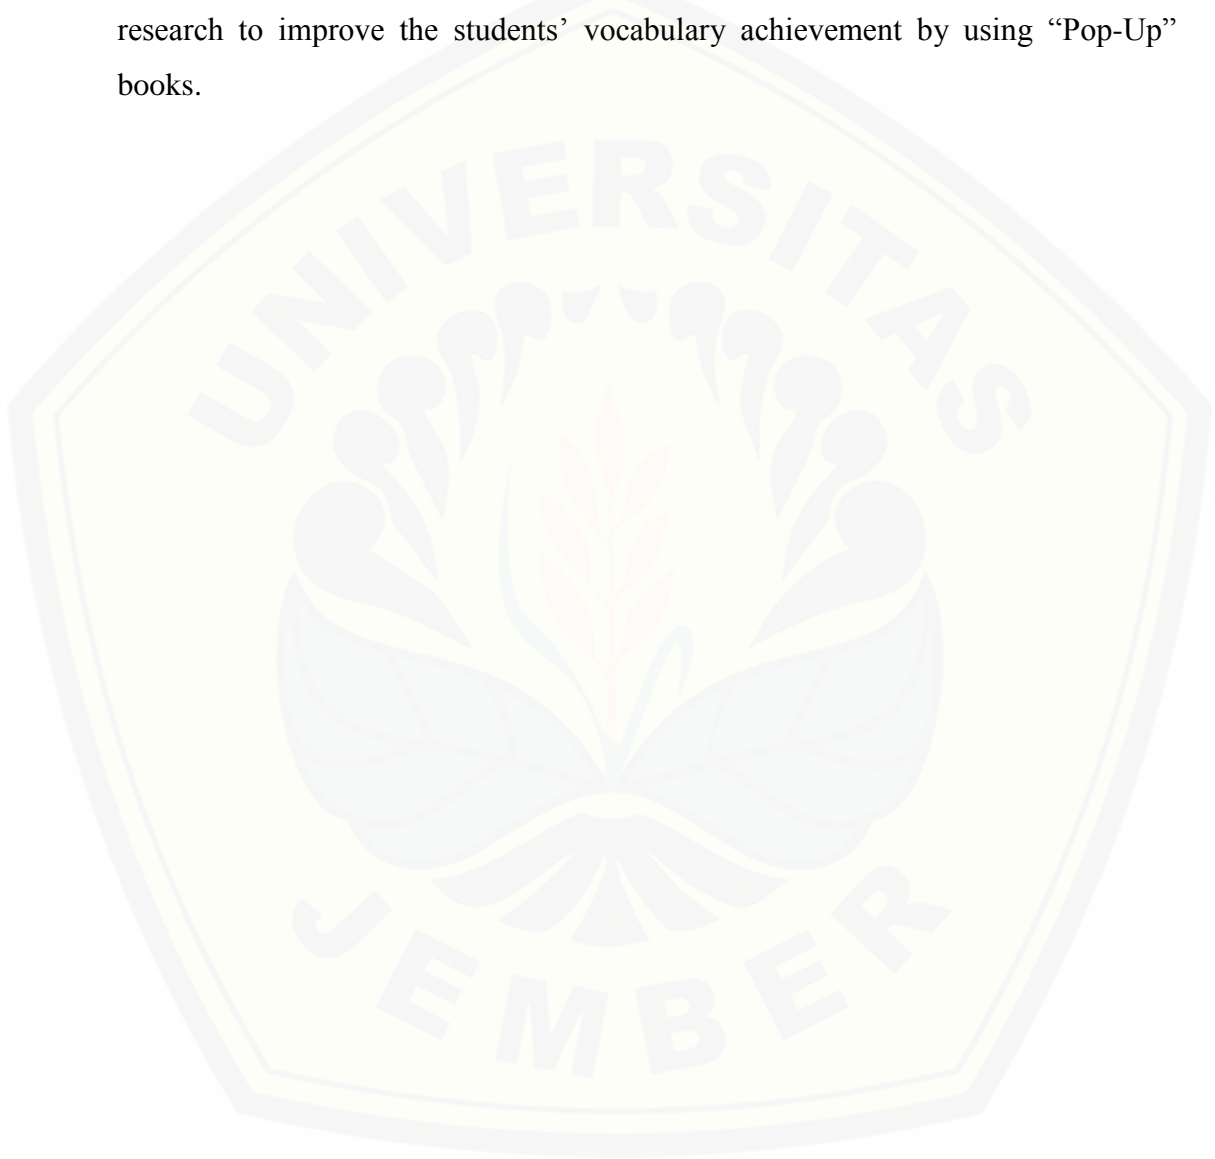 research to improve the students’ vocabulary achievement by using “Pop-Up”
books.
UNIVERSITAS
JEMBER